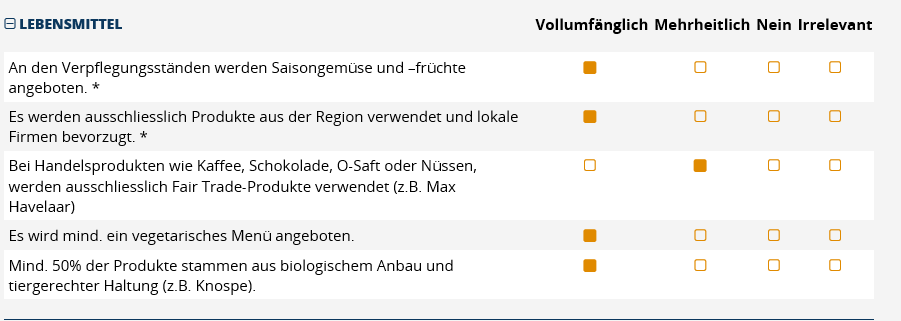 LEBENSMITTEL Vollumfänglich Mehrheitlich Nein Irrelevant
An den Verpflegungsständen werden Saisongemüse und –früchte
angeboten. *
Es werden ausschliesslich Produkte aus der Region verwendet und lokale
Firmen bevorzugt. *
Bei Handelsprodukten wie Kaffee, Schokolade, O-Saft oder Nüssen,
werden ausschliesslich Fair Trade-Produkte verwendet (z.B. Max
Havelaar)
Es wird mind. ein vegetarisches Menü angeboten.
Mind. 50% der Produkte stammen aus biologischem Anbau und
tiergerechter Haltung (z.B. Knospe).